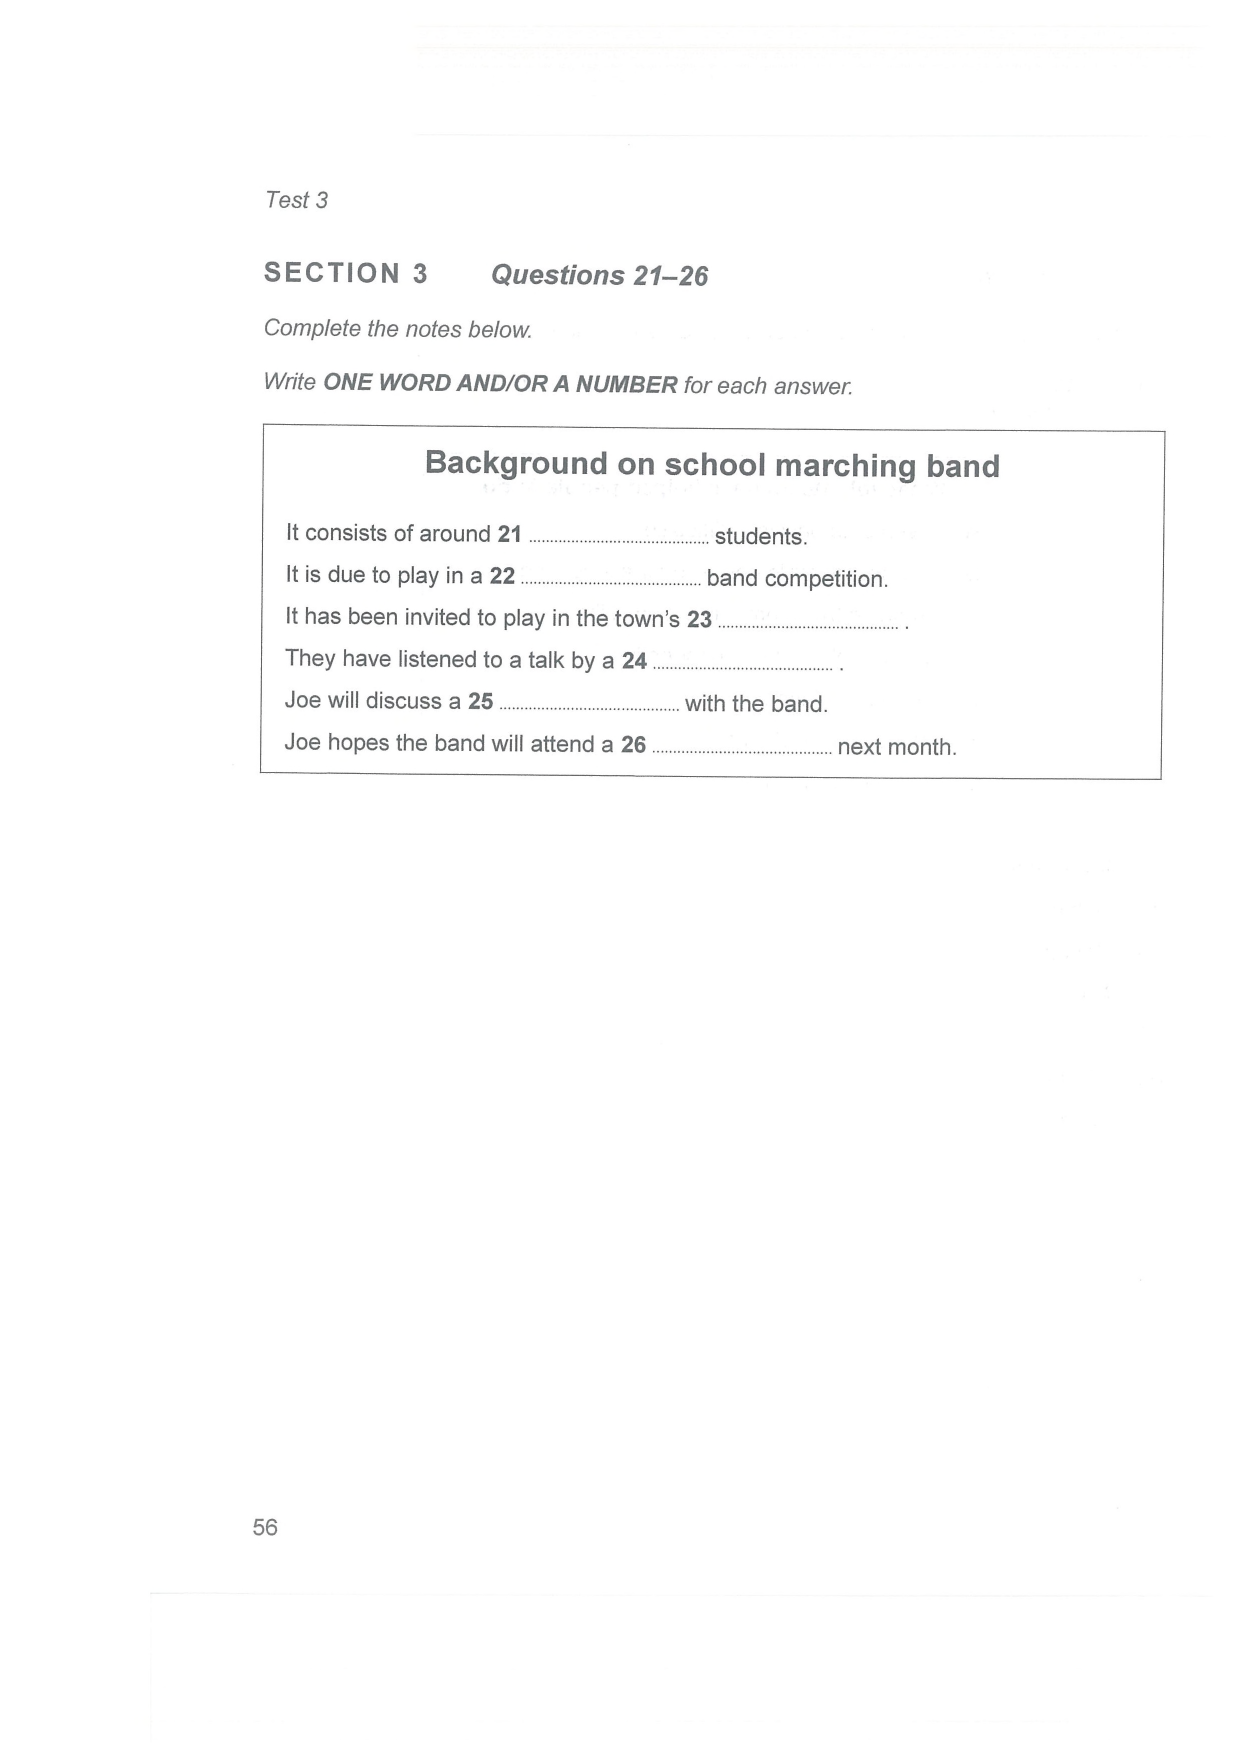 Test 3
SECTION 3 Questions 21–26
Complete the notes below.
Write ONE WORD AND/OR A NUMBER for each answer.
Background on school marching band
It consists of around 21 ........................................... students.
It is due to play in a 22 ........................................... band competition.
It has been invited to play in the town's 23 ........................................... .
They have listened to a talk by a 24 ........................................... .
Joe will discuss a 25 ........................................... with the band.
Joe hopes the band will attend a 26 ........................................... next month.
56